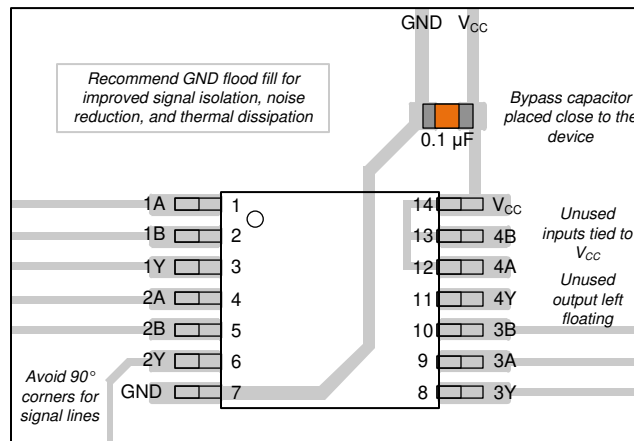 GND VCC
Recommend GND flood fill for
improved signal isolation, noise
reduction, and thermal dissipation
Bypass capacitor
placed close to the
device
0.1 µF
1A 1 14 VCC
1B 2 13 4B
1Y 3 12 4A
2A 4 11 4Y
2B 5 10 3B
2Y 6 9 3A
GND 7 8 3Y
Unused
inputs tied to
VCC
Unused
output left
floating
Avoid 90°
corners for
signal lines